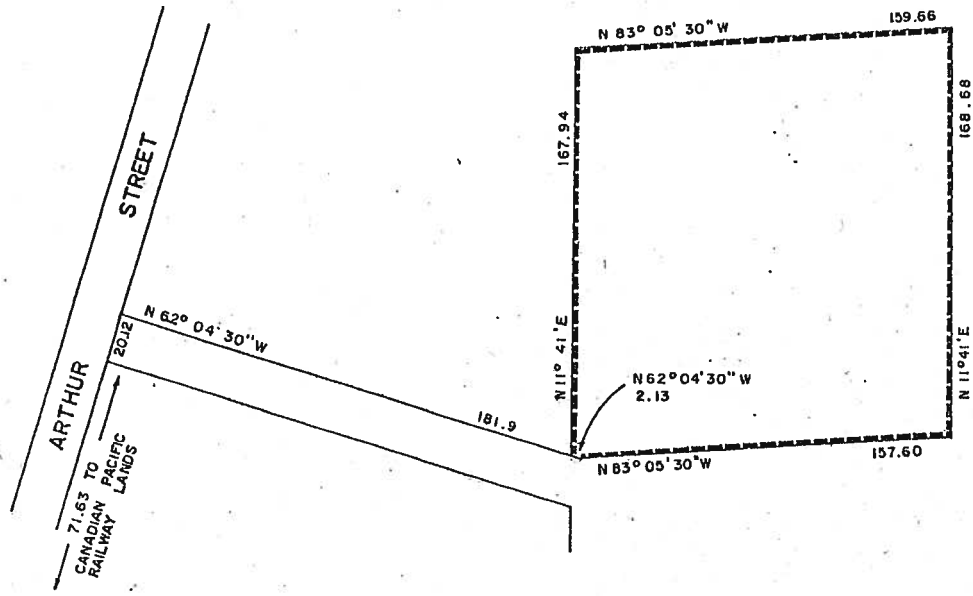 N 83° 05' 30" W
159.66
167.94
168.68
STREET
N 62° 04' 30" W
20.12
ARTHUR
181.9
N 11° 41' E
N 62° 04' 30" W
2.13
N 11° 41' E
N 83° 05' 30" W
157.60
71.63 TO
CANADIAN PACIFIC
RAILWAY LANDS